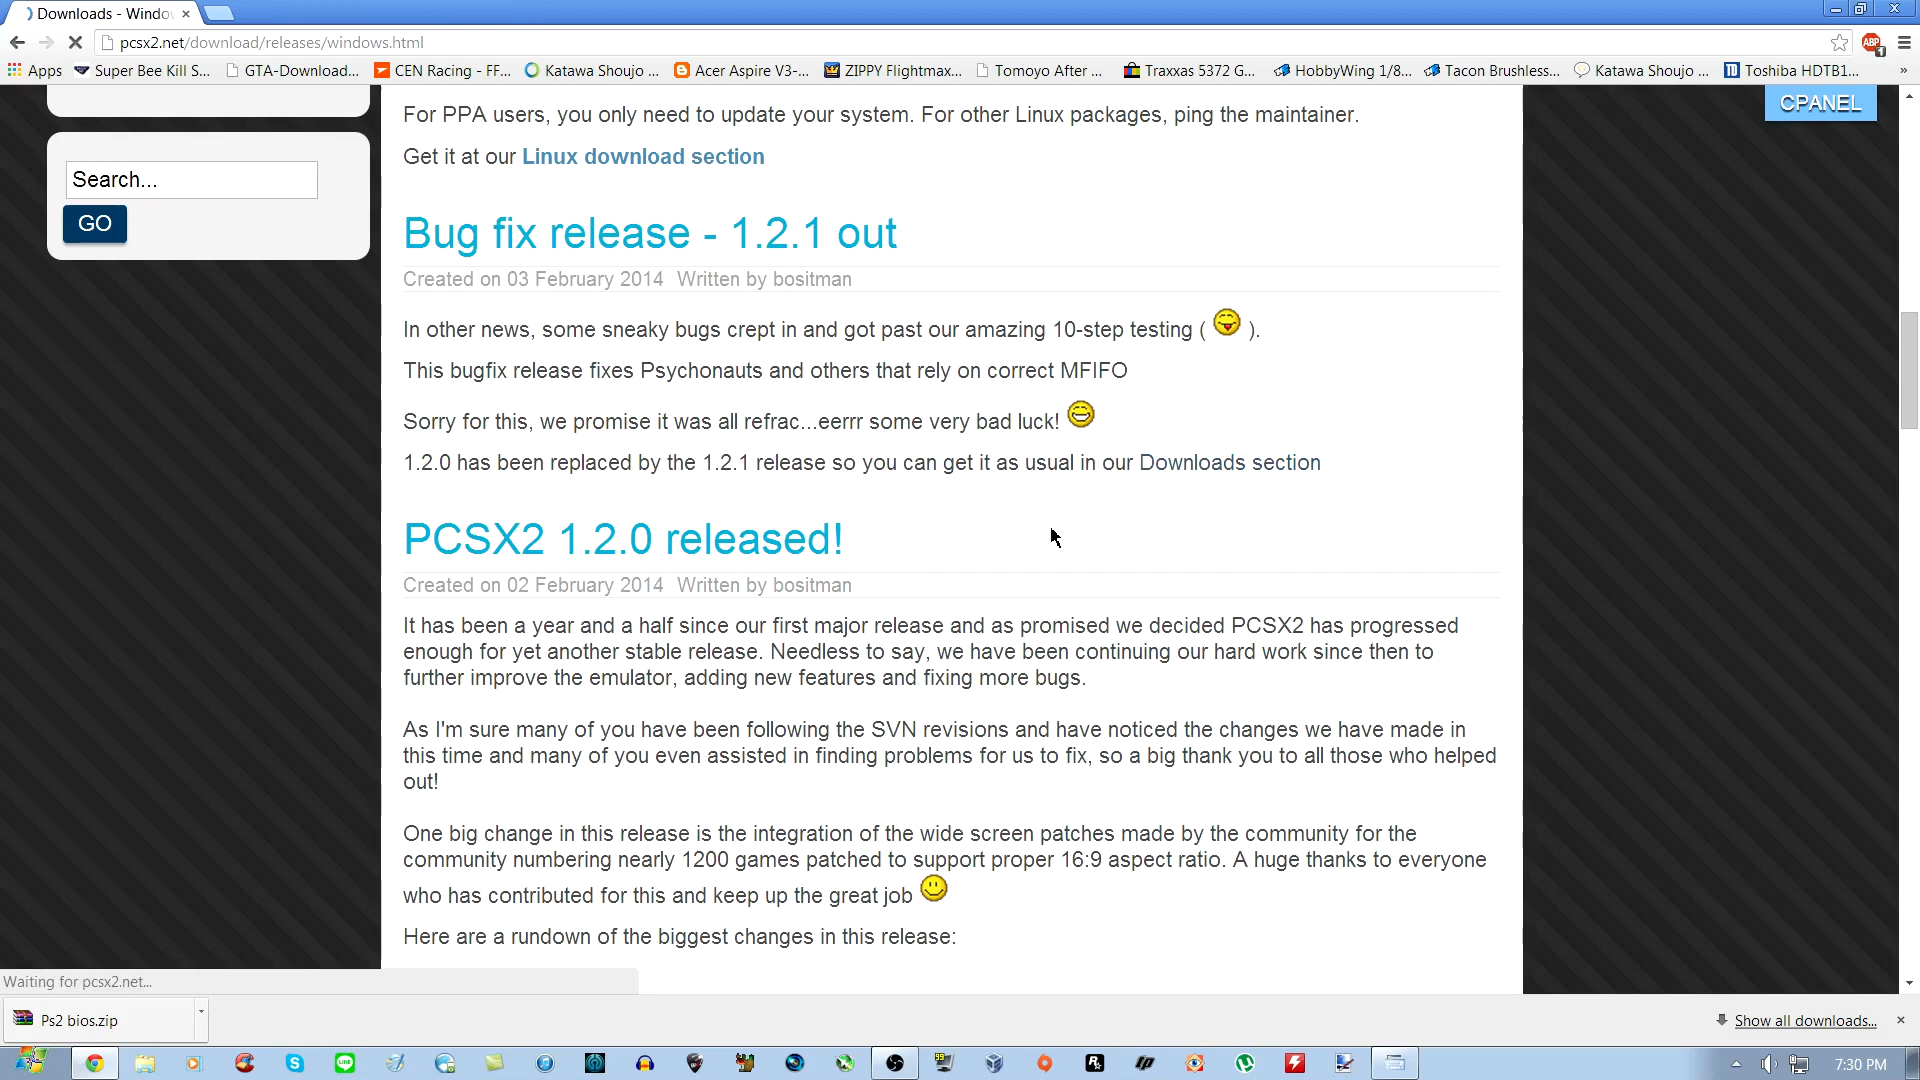 Downloads - Windo
pcsx2.net/download/releases/windows.html
ABP
1
Apps
Super Bee Kill S...
GTA-Download...
CEN Racing - FF...
Katawa Shoujo ...
Acer Aspire V3-...
ZIPPY Flightmax...
Tomoyo After ...
Traxxas 5372 G...
HobbyWing 1/8...
Tacon Brushless...
Katawa Shoujo ...
Toshiba HDTB1...
»
CPANEL
Search...
GO
For PPA users, you only need to update your system. For other Linux packages, ping the maintainer.
Get it at our Linux download section
Bug fix release - 1.2.1 out
Created on 03 February 2014 Written by bositman
In other news, some sneaky bugs crept in and got past our amazing 10-step testing ( ).
This bugfix release fixes Psychonauts and others that rely on correct MFIFO
Sorry for this, we promise it was all refrac...eerrr some very bad luck!
1.2.0 has been replaced by the 1.2.1 release so you can get it as usual in our Downloads section
PCSX2 1.2.0 released!
Created on 02 February 2014 Written by bositman
It has been a year and a half since our first major release and as promised we decided PCSX2 has progressed
enough for yet another stable release. Needless to say, we have been continuing our hard work since then to
further improve the emulator, adding new features and fixing more bugs.
As I'm sure many of you have been following the SVN revisions and have noticed the changes we have made in
this time and many of you even assisted in finding problems for us to fix, so a big thank you to all those who helped
out!
One big change in this release is the integration of the wide screen patches made by the community for the
community numbering nearly 1200 games patched to support proper 16:9 aspect ratio. A huge thanks to everyone
who has contributed for this and keep up the great job
Here are a rundown of the biggest changes in this release:
Waiting for pcsx2.net...
Ps2 bios.zip
Show all downloads...
LINE
99
7:30 PM